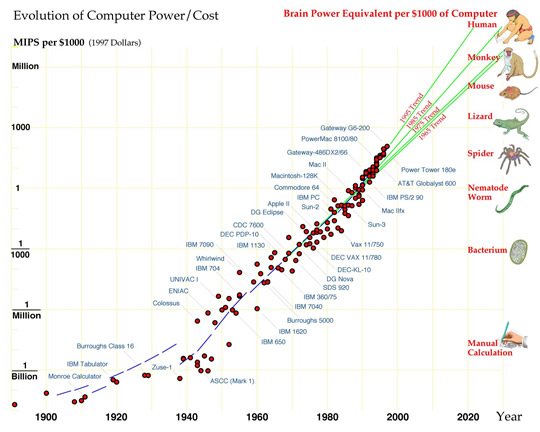 Evolution of Computer Power/Cost
Brain Power Equivalent per $1000 of Computer
MIPS per $1000 (1997 Dollars)
Million
1000
1
1
1000
1
Million
1
Billion
Human
Monkey
Mouse
Lizard
Spider
Nematode
Worm
Bacterium
Manual
Calculation
1995 Trend
1985 Trend
1975 Trend
1965 Trend
Gateway G6-200
PowerMac 8100/80
Gateway-486DX2/66
Mac II
Macintosh-128K
Commodore 64
IBM PC
Apple II
Sun-2
DG Eclipse
CDC 7600
DEC PDP-10
IBM 7090
IBM 1130
Whirlwind
IBM 704
UNIVAC I
ENIAC
Colossus
Burroughs Class 16
IBM Tabulator
Zuse-1
Monroe Calculator
Power Tower 180e
AT&T Globalyst 600
IBM PS/2 90
Mac IIfx
Sun-3
Vax 11/750
DEC VAX 11/780
DEC-KL-10
DG Nova
SDS 920
IBM 360/75
IBM 7040
Burroughs 5000
IBM 1620
IBM 650
ASCC (Mark 1)
1900
1920
1940
1960
1980
2000
2020
Year